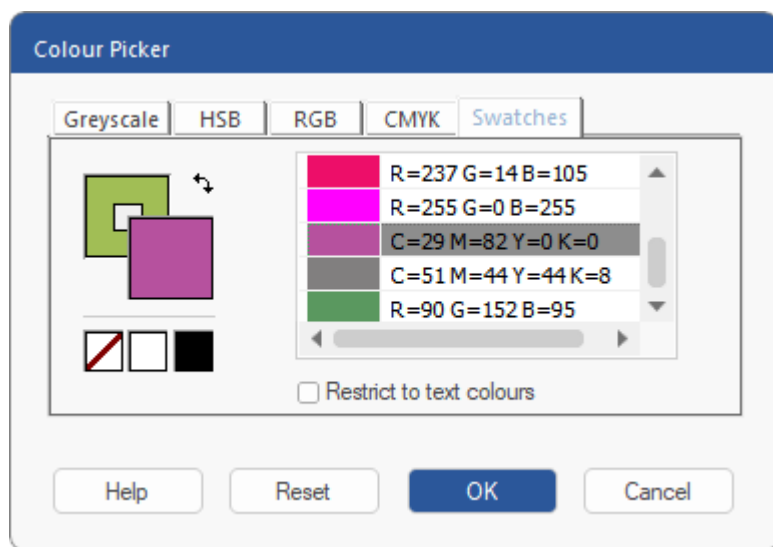 Colour Picker
Greyscale HSB RGB CMYK Swatches
R=237 G=14 B=105
R=255 G=0 B=255
C=29 M=82 Y=0 K=0
C=51 M=44 Y=44 K=8
R=90 G=152 B=95
Restrict to text colours
Help Reset OK Cancel